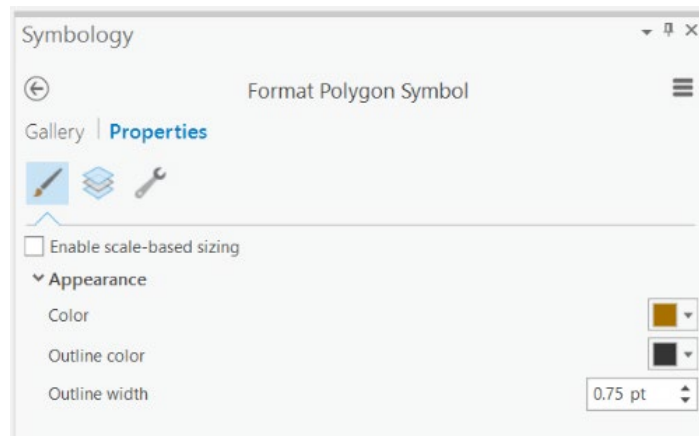 Symbology
Format Polygon Symbol
Gallery Properties
Enable scale-based sizing
Appearance
Color
Outline color
Outline width 0.75 pt